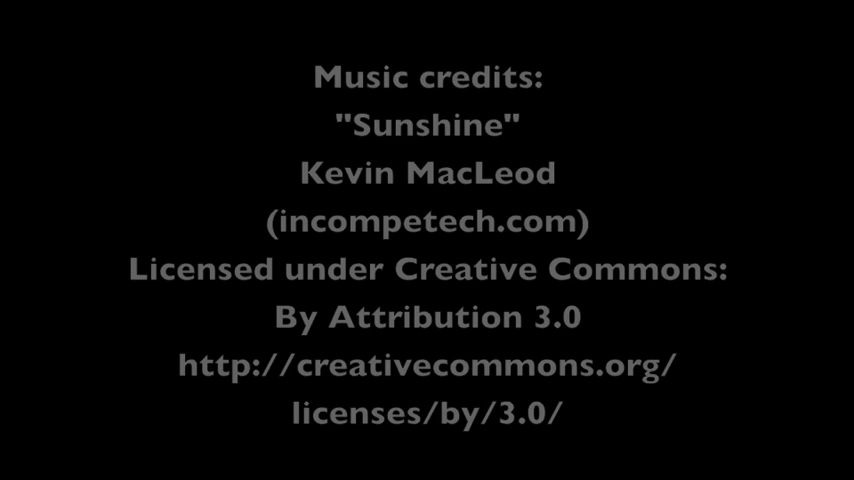 Music credits:
"Sunshine"
Kevin MacLeod
(incompetech.com)
Licensed under Creative Commons:
By Attribution 3.0
http://creativecommons.org/
licenses/by/3.0/